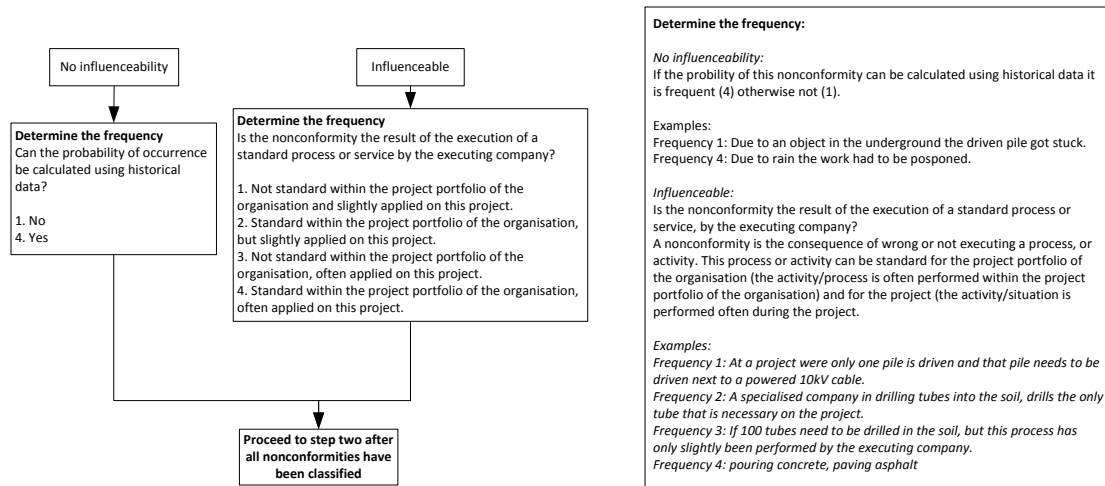 No influenceability
Influenceable
Determine the frequency
Can the probability of occurrence
be calculated using historical
data?
1. No
4. Yes
Determine the frequency
Is the nonconformity the result of the execution of a
standard process or service by the executing company?
1. Not standard within the project portfolio of the
organisation and slightly applied on this project.
2. Standard within the project portfolio of the organisation,
but slightly applied on this project.
3. Not standard within the project portfolio of the
organisation, often applied on this project.
4. Standard within the project portfolio of the organisation,
often applied on this project.
Proceed to step two after
all nonconformities have
been classified
Determine the frequency:
No influenceability:
If the probility of this nonconformity can be calculated using historical data it
is frequent (4) otherwise not (1).
Examples:
Frequency 1: Due to an object in the underground the driven pile got stuck.
Frequency 4: Due to rain the work had to be posponed.
Influenceable:
Is the nonconformity the result of the execution of a standard process or
service, by the executing company?
A nonconformity is the consequence of wrong or not executing a process, or
activity. This process or activity can be standard for the project portfolio of
the organisation (the activity/process is often performed within the project
portfolio of the organisation) and for the project (the activity/situation is
performed often during the project.
Examples:
Frequency 1: At a project were only one pile is driven and that pile needs to be
driven next to a powered 10kV cable.
Frequency 2: A specialised company in drilling tubes into the soil, drills the only
tube that is necessary on the project.
Frequency 3: If 100 tubes need to be drilled in the soil, but this process has
only slightly been performed by the executing company.
Frequency 4: pouring concrete, paving asphalt